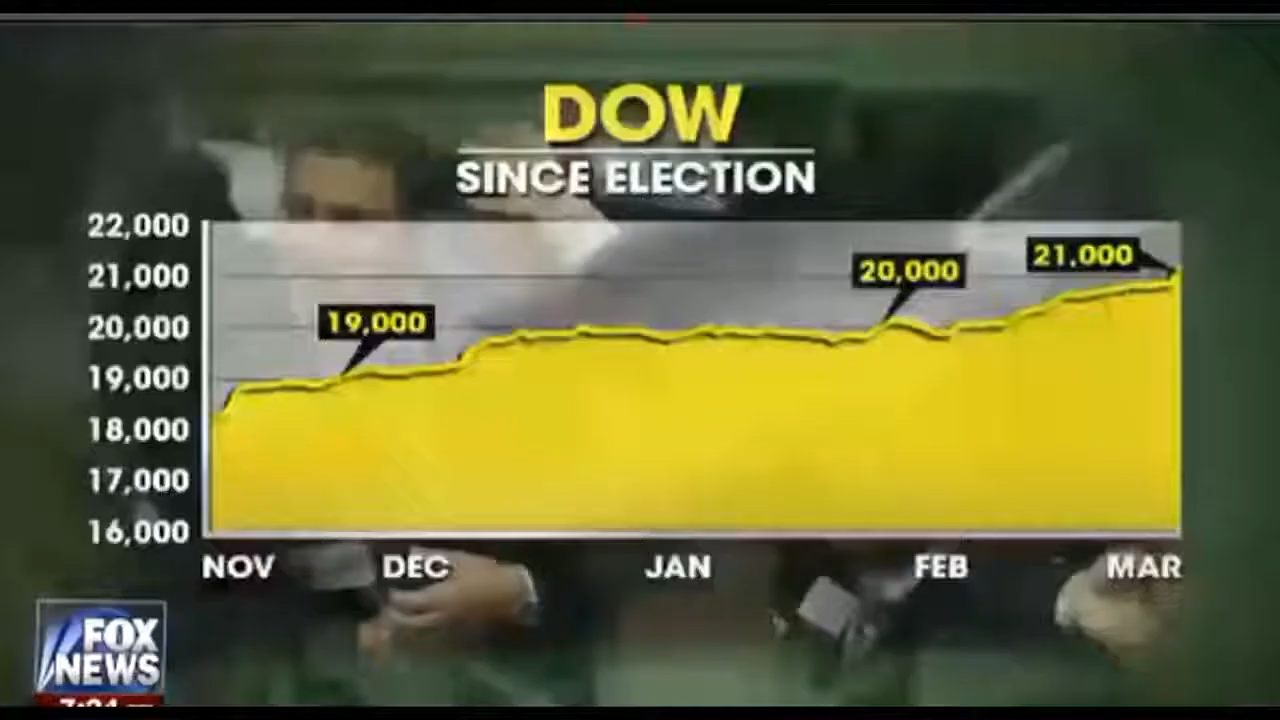 DOW
SINCE ELECTION
22,000
21,000
20,000
19,000
18,000
17,000
16,000
19,000
20,000
21,000
NOV DEC JAN FEB MAR
FOX
NEWS